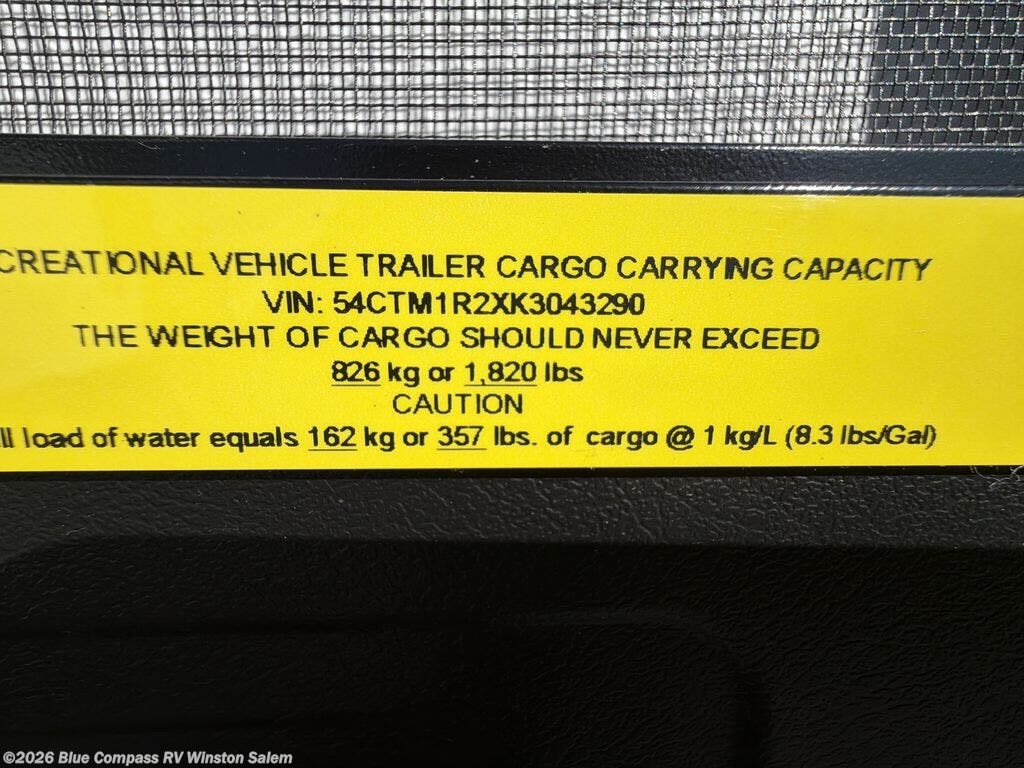 CREATIONAL VEHICLE TRAILER CARGO CARRYING CAPACITY
VIN: 54CTM1R2XK3043290
THE WEIGHT OF CARGO SHOULD NEVER EXCEED
826 kg or 1,820 lbs
CAUTION
ll load of water equals 162 kg or 357 lbs. of cargo @ 1 kg/L (8.3 lbs/Gal)
©2026 Blue Compass RV Winston Salem